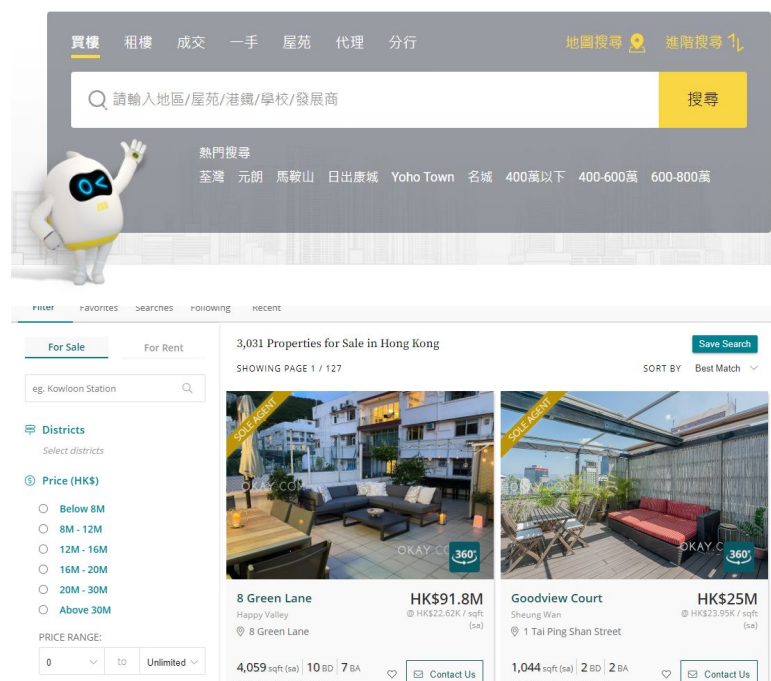 買樓 租樓 成交 一手 屋苑 代理 分行 地圖搜尋 進階搜尋
請輸入地區/屋苑/港鐵/學校/發展商 搜尋
熱門搜尋
荃灣 元朗 馬鞍山 日出康城 Yoho Town 名城 400萬以下 400-600萬 600-800萬
Filter Favorites Searches Following Recent
For Sale For Rent
eg. Kowloon Station
Districts
Select districts
Price (HK$)
Below 8M
8M - 12M
12M - 16M
16M - 20M
20M - 30M
Above 30M
PRICE RANGE:
0 to Unlimited
3,031 Properties for Sale in Hong Kong Save Search
SHOWING PAGE 1 / 127 SORT BY Best Match
SOLE AGENT
OKAY.COM
OKAY.C
360°
8 Green Lane HK$91.8M
Happy Valley @ HK$22.62K / sqft
(sa)
8 Green Lane
4,059 sqft (sa) 10 BD 7 BA Contact Us
SOLE AGENT
OKAY.COM
OKAY.C
360°
Goodview Court HK$25M
Sheung Wan @ HK$23.95K / sqft
(sa)
1 Tai Ping Shan Street
1,044 sqft (sa) 2 BD 2 BA Contact Us